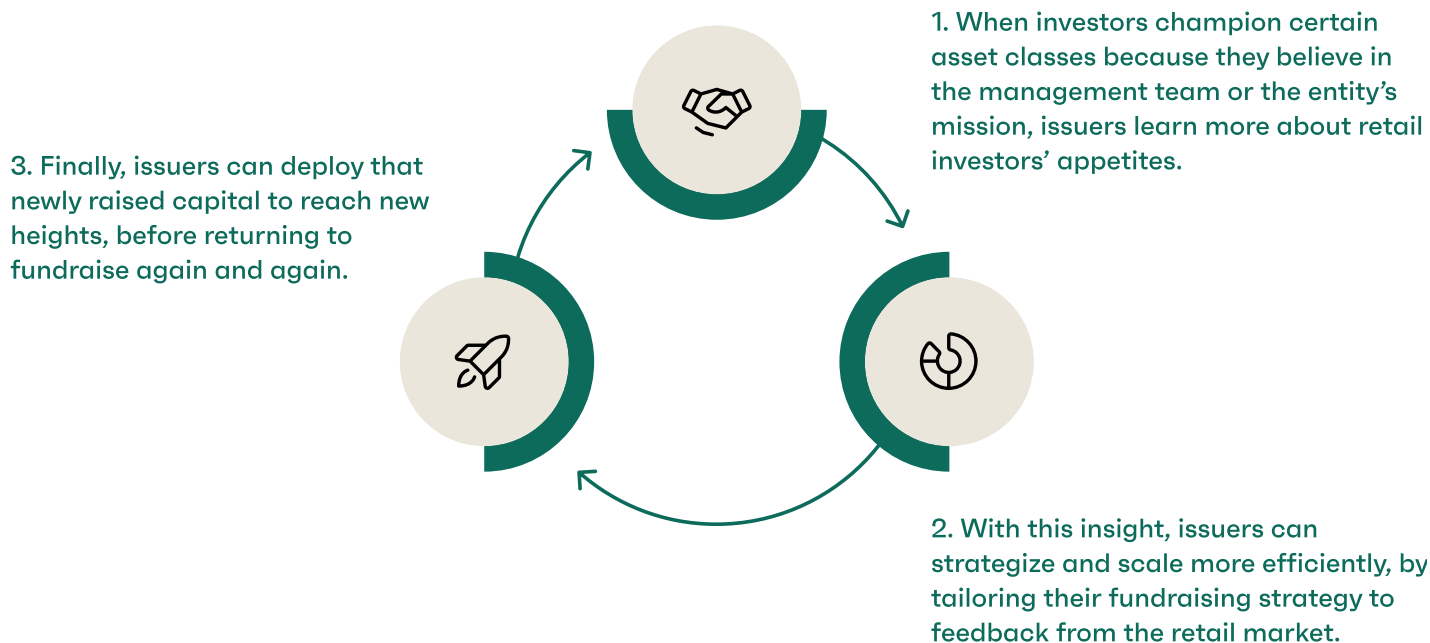 1. When investors champion certain
asset classes because they believe in
the management team or the entity’s
mission, issuers learn more about retail
investors’ appetites.
2. With this insight, issuers can
strategize and scale more efficiently, by
tailoring their fundraising strategy to
feedback from the retail market.
3. Finally, issuers can deploy that
newly raised capital to reach new
heights, before returning to
fundraise again and again.